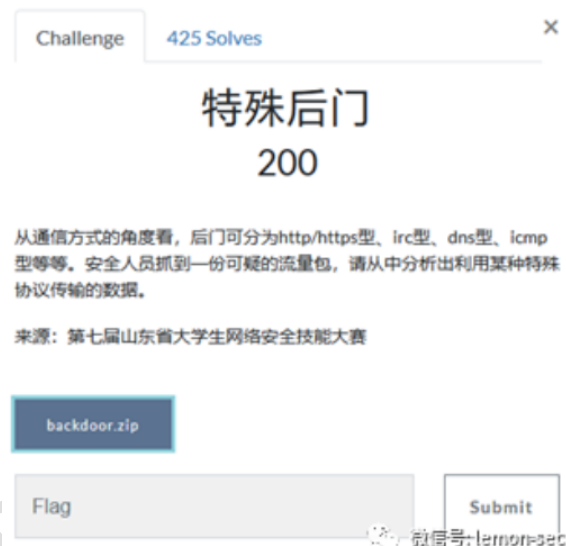 Challenge 425 Solves ×
特殊后门
200
从通信方式的角度看，后门可分为http/https型、irc型、dns型、icmp
型等等。安全人员抓到一份可疑的流量包，请从中分析出利用某种特殊
协议传输的数据。
来源：第七届山东省大学生网络安全技能大赛
backdoor.zip
Flag Submit
微信号: lemon-sec